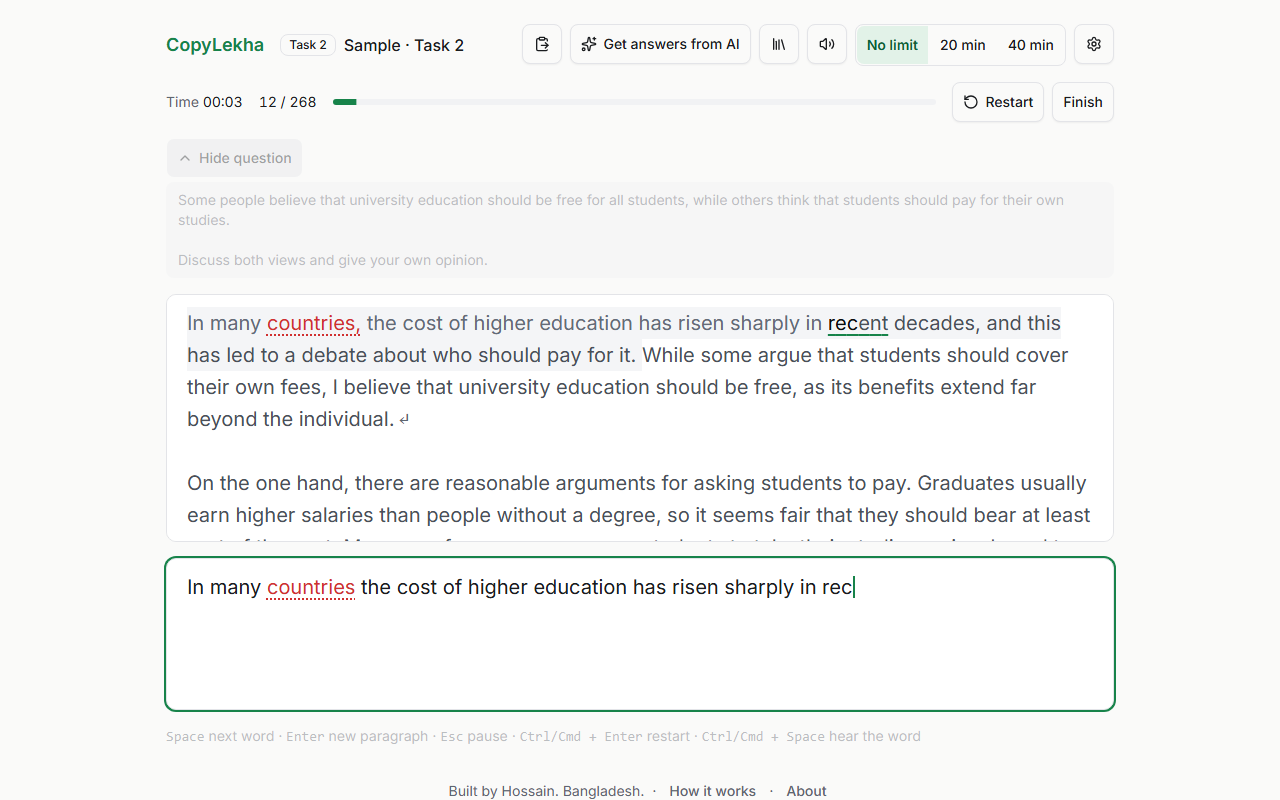 CopyLekha Task 2 Sample · Task 2 Get answers from AI No limit 20 min 40 min
Time 00:03 12 / 268 Restart Finish
Hide question
Some people believe that university education should be free for all students, while others think that students should pay for their own
studies.
Discuss both views and give your own opinion.
In many countries, the cost of higher education has risen sharply in recent decades, and this
has led to a debate about who should pay for it. While some argue that students should cover
their own fees, I believe that university education should be free, as its benefits extend far
beyond the individual. ↵
On the one hand, there are reasonable arguments for asking students to pay. Graduates usually
earn higher salaries than people without a degree, so it seems fair that they should bear at least
In many countries the cost of higher education has risen sharply in rec
Space next word · Enter new paragraph · Esc pause · Ctrl/Cmd + Enter restart · Ctrl/Cmd + Space hear the word
Built by Hossain. Bangladesh. · How it works · About